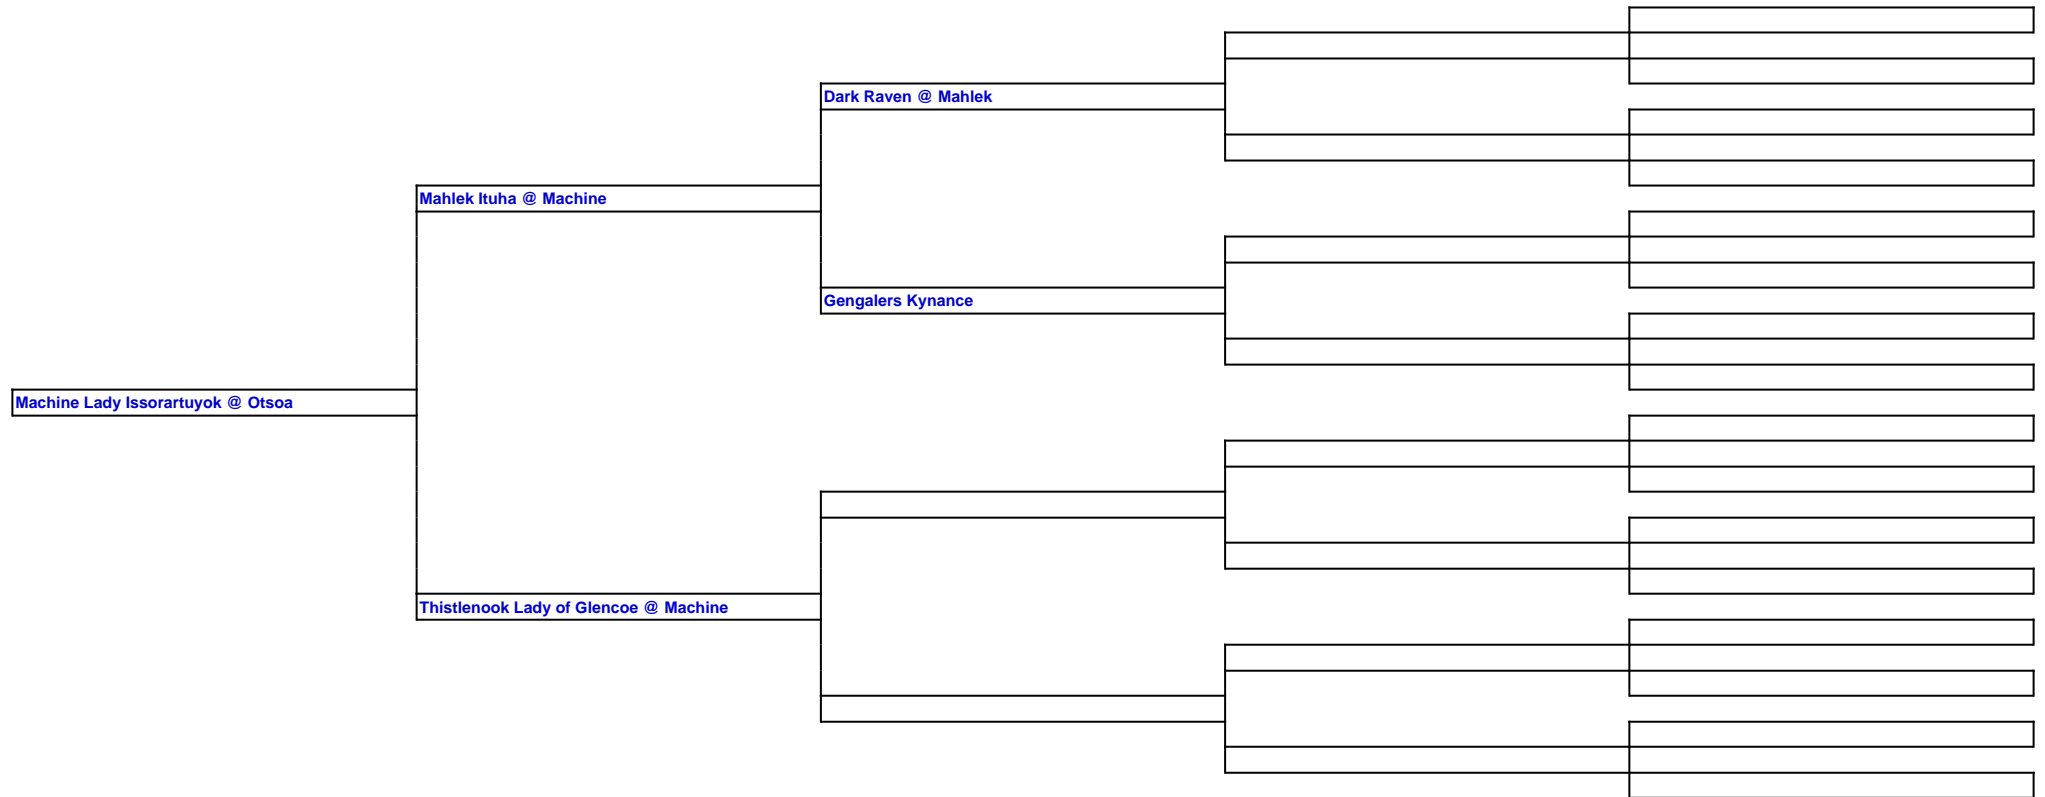 Dark Raven @ Mahlek
Mahlek Ituha @ Machine
Gengalers Kynance
Machine Lady Issorartuyok @ Otsoa
Thistlenook Lady of Glencoe @ Machine